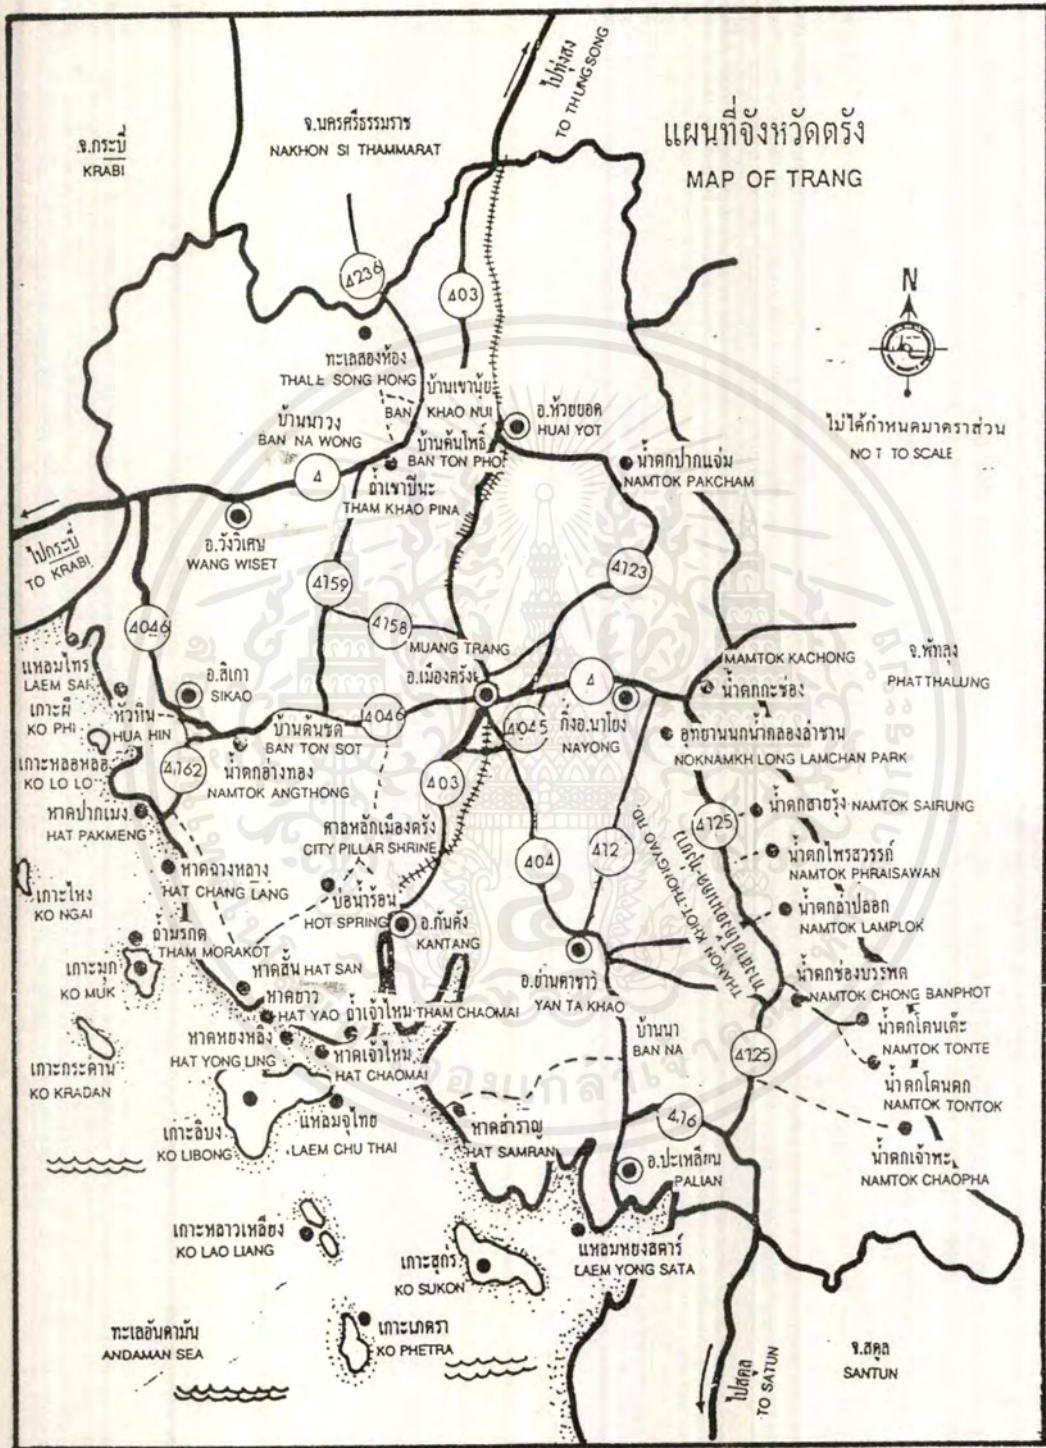 แผนที่จังหวัดตรัง
MAP OF TRANG
ไปทุ่งสง
TO THUNGSONG
จ.กระบี่
KRABI
จ.นครศรีธรรมราช
NAKHON SI THAMMARAT
N
ไม่ได้กำหนดมาตราส่วน
NOT TO SCALE
4236
403
ทะเลสองห้อง
THALE SONG HONG
บ้านเขานุ้ย
BAN KHAO NUI
อ.ห้วยยอด
HUAI YOT
บ้านนาวง
BAN NA WONG
บ้านต้นโพธิ์
BAN TON PHO
4
ถ้ำเขาปีนะ
THAM KHAO PINA
น้ำตกปากแจ่ม
NAMTOK PAKCHAM
อ.วังวิเศษ
WANG WISET
ไปกระบี่
TO KRABI
4159
4123
4046
4158
MUANG TRANG
อ.เมืองตรัง
แหลมไทร
LAEM SAI
อ.สิเกา
SIKAO
4
MAMTOK KACHONG
น้ำตกกะช่อง
จ.พัทลุง
PHATTHALUNG
เกาะผี
KO PHI
หัวหิน
HUA HIN
บ้านต้นชด
BAN TON SOT
4046
4045
กิ่งอ.นาโยง
NAYONG
อุทยานนกน้ำคลองลำชาน
NOKNAMKH LONG LAMCHAN PARK
เกาะหลอหลอ
KO LO LO
4162
น้ำตกอ่างทอง
NAMTOK ANGTHONG
403
หาดปากเมง
HAT PAKMENG
ศาลหลักเมืองตรัง
CITY PILLAR SHRINE
4125
น้ำตกสายรุ้ง NAMTOK SAIRUNG
404
412
THANON KHOT-THONGYAO RD
น้ำตกไพรสวรรค์
NAMTOK PHRAISAWAN
หาดฉางหลาง
HAT CHANG LANG
บ่อน้ำร้อน
HOT SPRING
เกาะไหง
KO NGAI
อ.กันตัง
KANTANG
น้ำตกลำปลอก
NAMTOK LAMPLOK
ถ้ำมรกต
THAM MORAKOT
เกาะมุก
KO MUK
หาดสั้น HAT SAN
อ.ย่านตาขาว
YAN TA KHAO
น้ำตกช่องบรรพต
NAMTOK CHONG BANPHOT
หาดยาว
HAT YAO
ถ้ำเจ้าไหม THAM CHAOMAI
น้ำตกโตนเต๊ะ
NAMTOK TONTE
หาดหยงหลิง
HAT YONG LING
หาดเจ้าไหม
HAT CHAOMAI
บ้านนา
BAN NA
4125
เกาะกระดาน
KO KRADAN
น้ำตกโตนตก
NAMTOK TONTOK
เกาะลิบง
KO LIBONG
แหลมจุไทย
LAEM CHU THAI
หาดสำราญ
HAT SAMRAN
416
น้ำตกเจ้าพะ
NAMTOK CHAOPHA
อ.ปะเหลียน
PALIAN
เกาะหลาวเหลียง
KO LAO LIANG
แหลมหยงสตาร์
LAEM YONG SATA
เกาะสุกร
KO SUKON
ทะเลอันดามัน
ANDAMAN SEA
เกาะเภตรา
KO PHETRA
ไปสตูล
TO SATUN
จ.สตูล
SANTUN